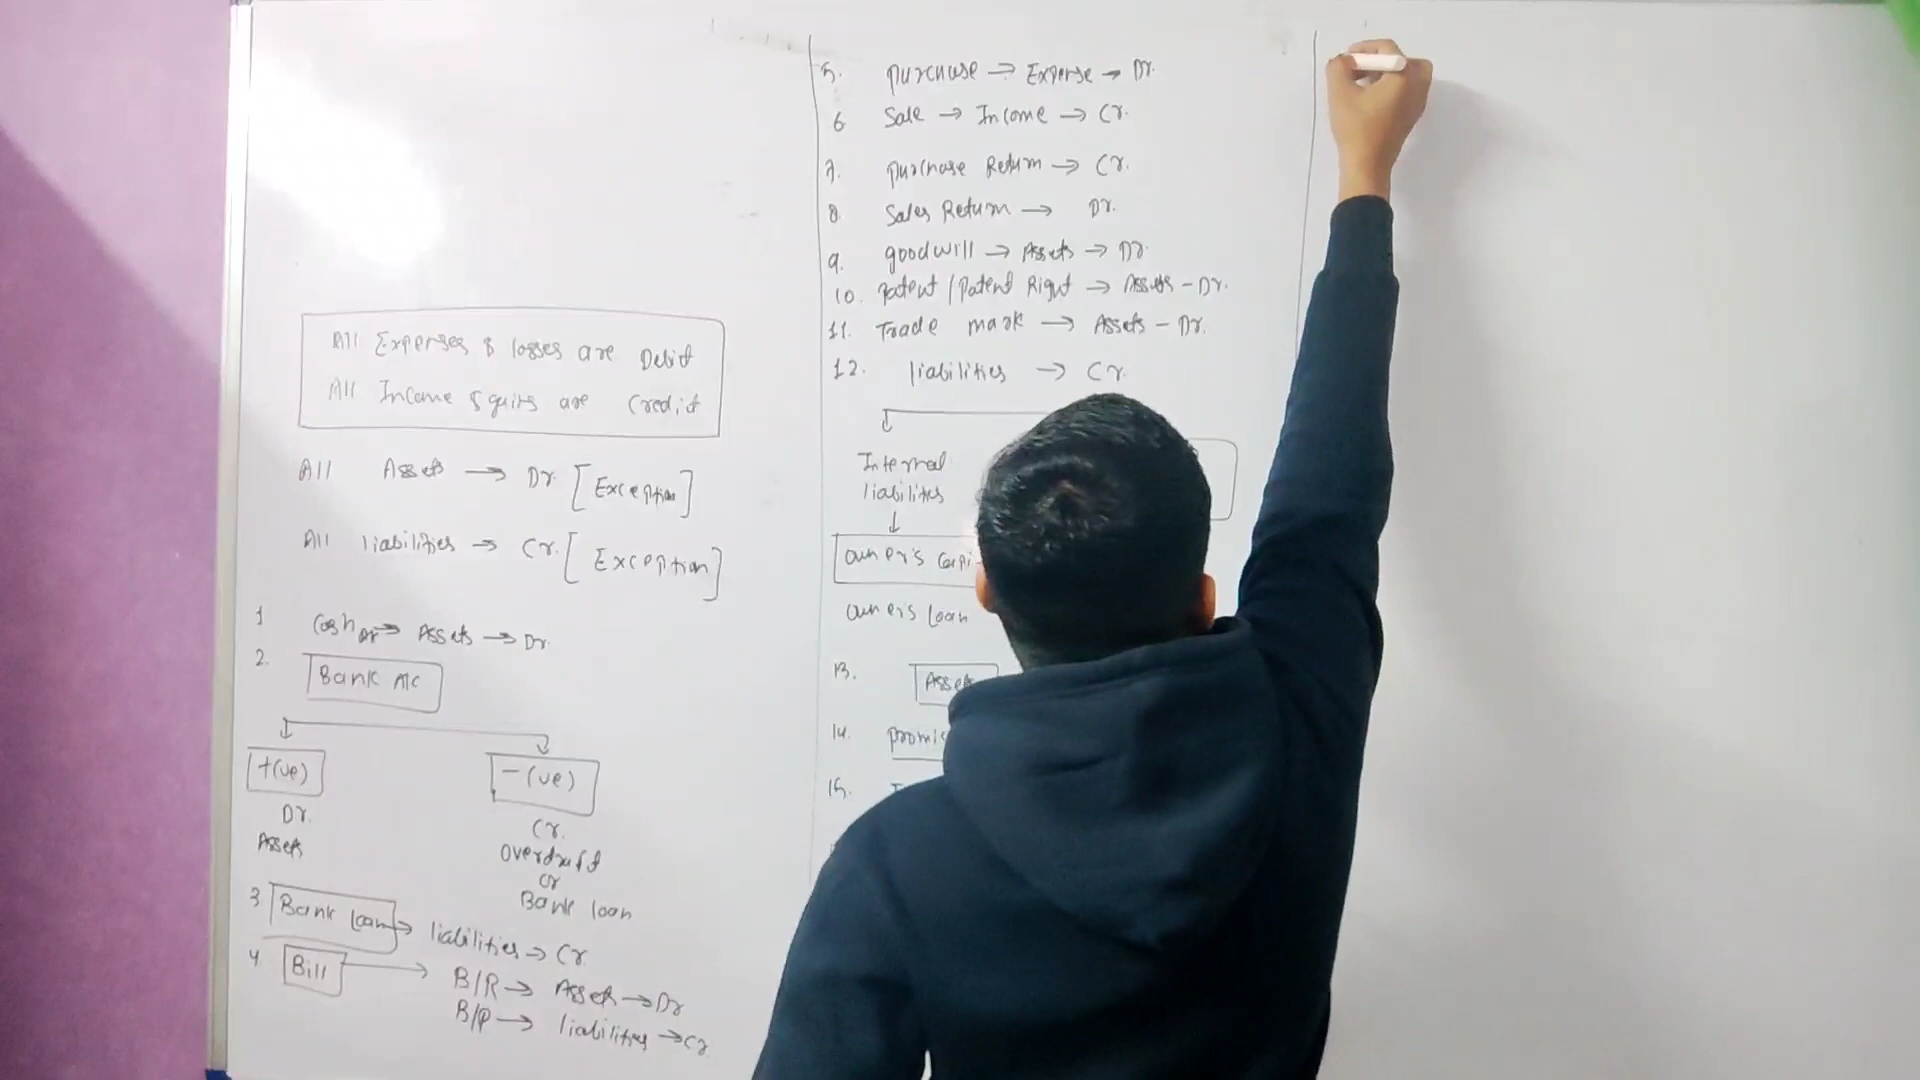 All Expenses & losses are Debit
All Income & gains are Credit
All Assets → Dr. [Exception]
All liabilities → Cr. [Exception]
1 Cash → Assets → Dr
2. Bank A/c
+(ve)
Dr.
Assets
-(ve)
Cr.
Overdraft
or
Bank loan
3 Bank loan → liabilities → Cr
4 Bill → B/R → Assets → Dr
B/P → liabilities → Cr
5. purchase → Expense → Dr.
6 Sale → Income → Cr.
7. purchase Return → Cr.
8. Sales Return → Dr.
9. goodwill → Assets → Dr.
10. Patent / Patent Right → Assets - Dr.
11. Trade mark → Assets - Dr.
12. liabilities → Cr.
Internal
liabilities
owner's
owners loan
13.
14.
15.